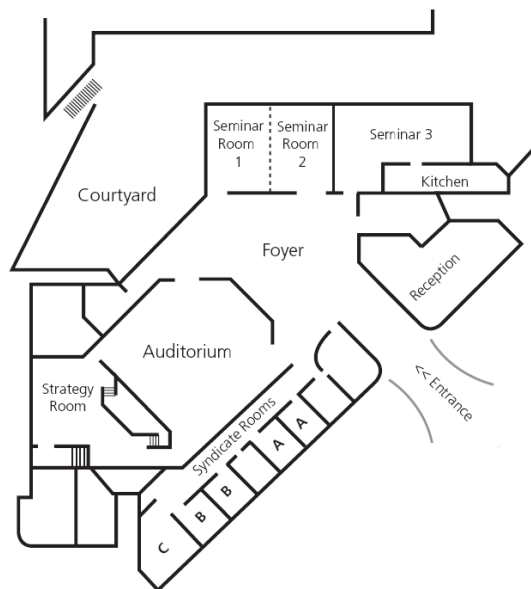 Seminar
Room
1
Seminar
Room
2
Seminar 3
Kitchen
Courtyard
Foyer
Reception
Auditorium
<< Entrance
Strategy
Room
Syndicate Rooms
A
A
B
B
C